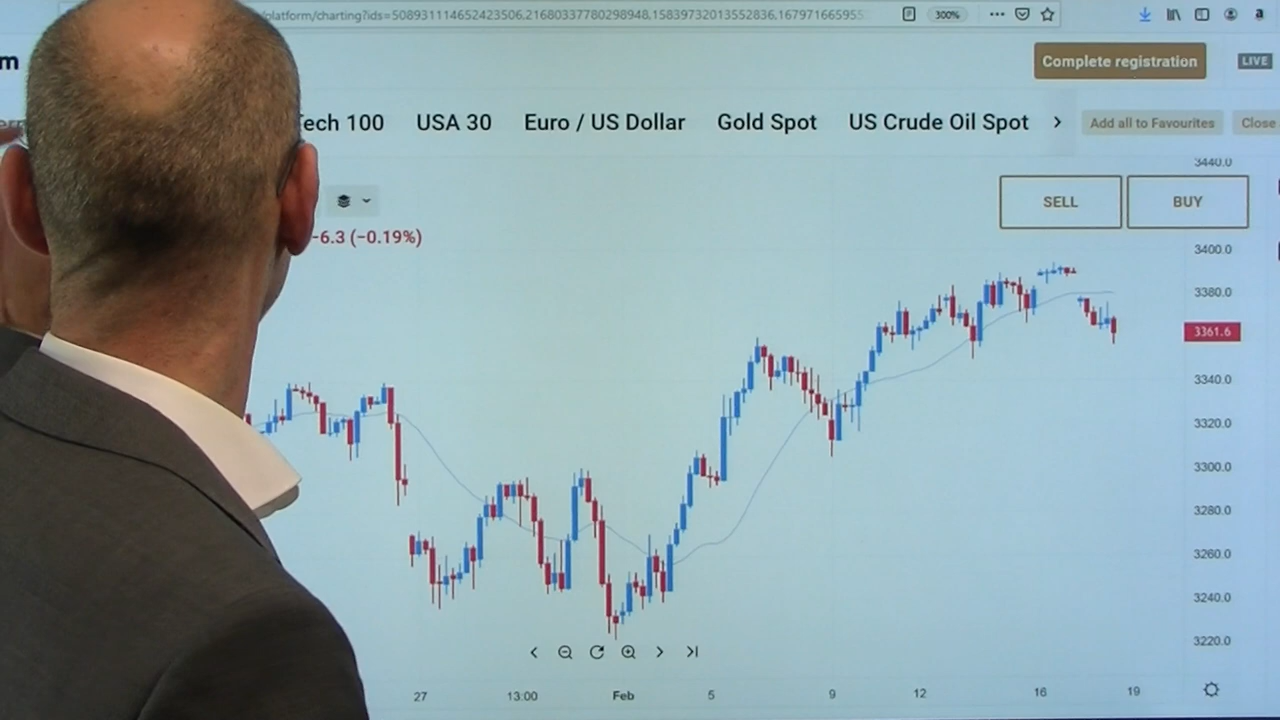 /platform/charting?ids=508931114652423506,21680337780298948,15839732013552836,167971665955
300%
m
Complete registration
LIVE
Tech 100 USA 30 Euro / US Dollar Gold Spot US Crude Oil Spot > Add all to Favourites Close
3440.0
SELL BUY
−6.3 (−0.19%)
3400.0
3380.0
3361.6
3340.0
3320.0
3300.0
3280.0
3260.0
3240.0
3220.0
27 13:00 Feb 5 9 12 16 19